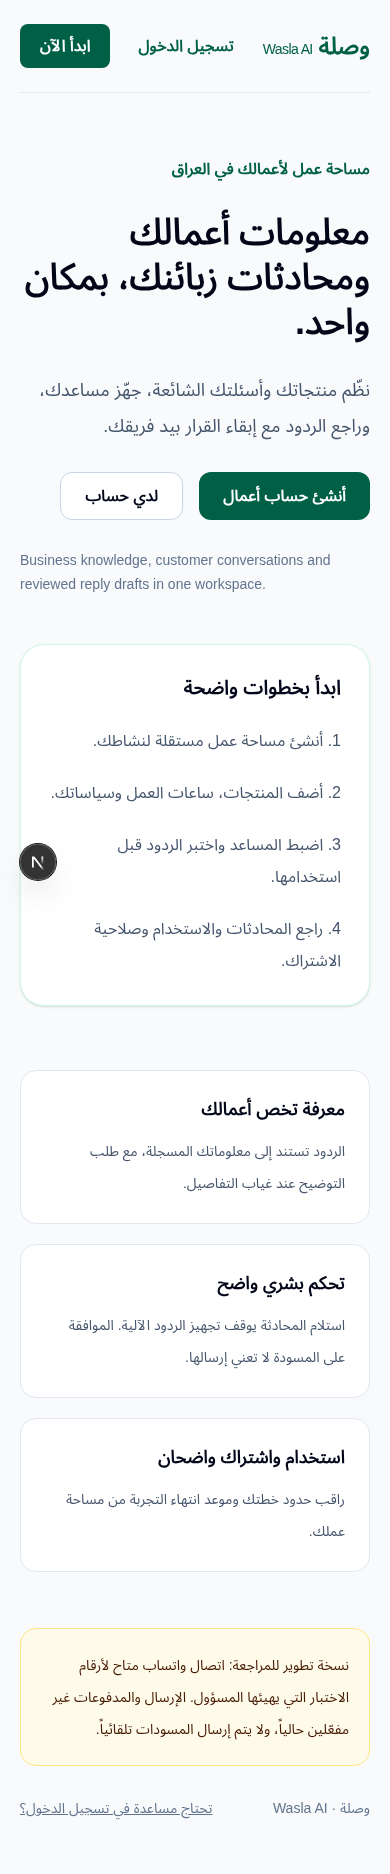 وصلة Wasla AI
تسجيل الدخول
ابدأ الآن
مساحة عمل لأعمالك في العراق
معلومات أعمالك
ومحادثات زبائنك، بمكان
واحد.
نظّم منتجاتك وأسئلتك الشائعة، جهّز مساعدك،
وراجع الردود مع إبقاء القرار بيد فريقك.
أنشئ حساب أعمال
لدي حساب
Business knowledge, customer conversations and
reviewed reply drafts in one workspace.
ابدأ بخطوات واضحة
1. أنشئ مساحة عمل مستقلة لنشاطك.
2. أضف المنتجات، ساعات العمل وسياساتك.
3. اضبط المساعد واختبر الردود قبل
استخدامها.
4. راجع المحادثات والاستخدام وصلاحية
الاشتراك.
N
معرفة تخص أعمالك
الردود تستند إلى معلوماتك المسجلة، مع طلب
التوضيح عند غياب التفاصيل.
تحكم بشري واضح
استلام المحادثة يوقف تجهيز الردود الآلية. الموافقة
على المسودة لا تعني إرسالها.
استخدام واشتراك واضحان
راقب حدود خطتك وموعد انتهاء التجربة من مساحة
عملك.
نسخة تطوير للمراجعة: اتصال واتساب متاح لأرقام
الاختبار التي يهيئها المسؤول. الإرسال والمدفوعات غير
مفعّلين حالياً، ولا يتم إرسال المسودات تلقائياً.
وصلة · Wasla AI
تحتاج مساعدة في تسجيل الدخول؟